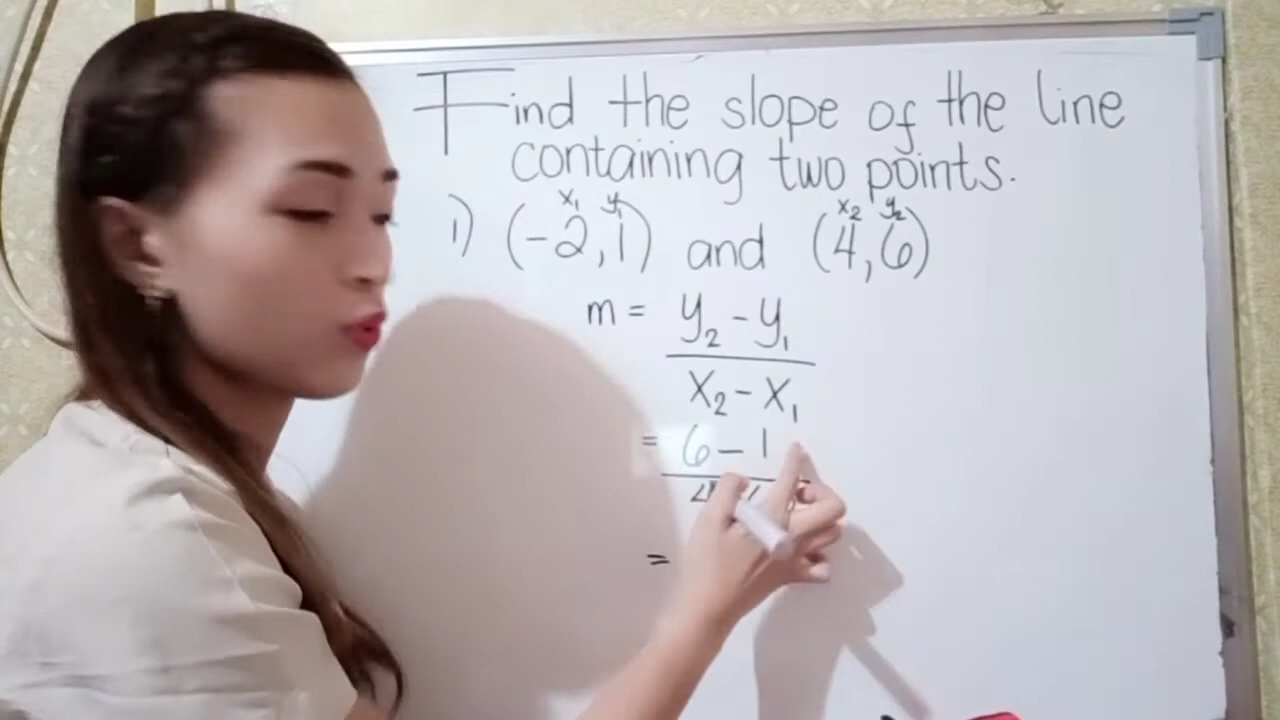 Find the slope of the line
containing two points.
x₁ y₁ x₂ y₂
1) (-2,1) and (4,6)
m = y₂ - y₁
x₂ - x₁
= 6 - 1
=